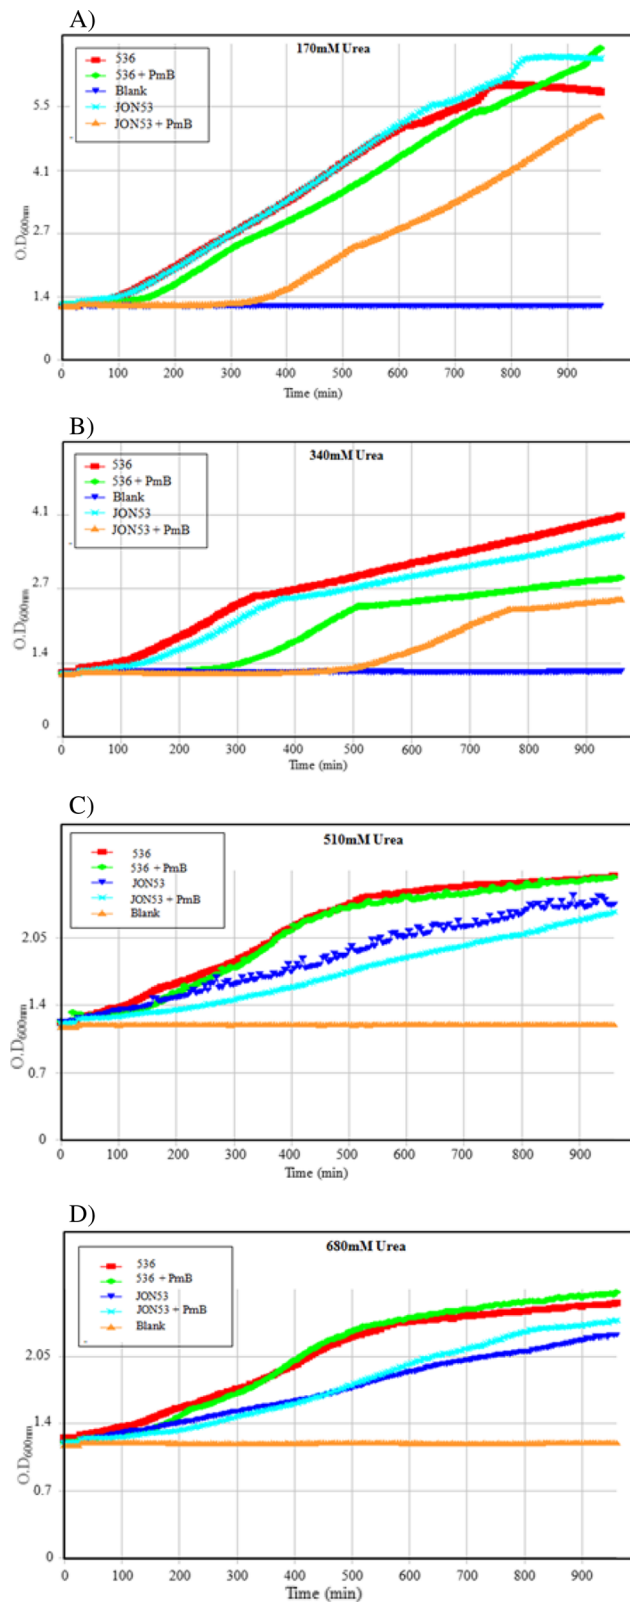 A)
170mM Urea
536
536 + PmB
Blank
JON53
JON53 + PmB
5.5
4.1
2.7
1.4
0
O.D600nm
0 100 200 300 400 500 600 700 800 900
Time (min)
B)
340mM Urea
536
536 + PmB
Blank
JON53
JON53 + PmB
4.1
2.7
1.4
0
O.D600nm
0 100 200 300 400 500 600 700 800 900
Time (min)
C)
510mM Urea
536
536 + PmB
JON53
JON53 + PmB
Blank
2.05
1.4
0.7
0
O.D600nm
0 100 200 300 400 500 600 700 800 900
Time (min)
D)
680mM Urea
536
536 + PmB
JON53
JON53 + PmB
Blank
2.05
1.4
0.7
0
O.D600nm
0 100 200 300 400 500 600 700 800 900
Time (min)